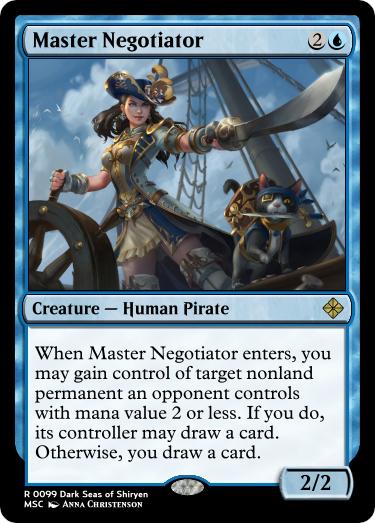 Master Negotiator 2
Creature — Human Pirate
When Master Negotiator enters, you
may gain control of target nonland
permanent an opponent controls
with mana value 2 or less. If you do,
its controller may draw a card.
Otherwise, you draw a card.
2/2
R 0099 Dark Seas of Shiryen
MSC Anna Christenson